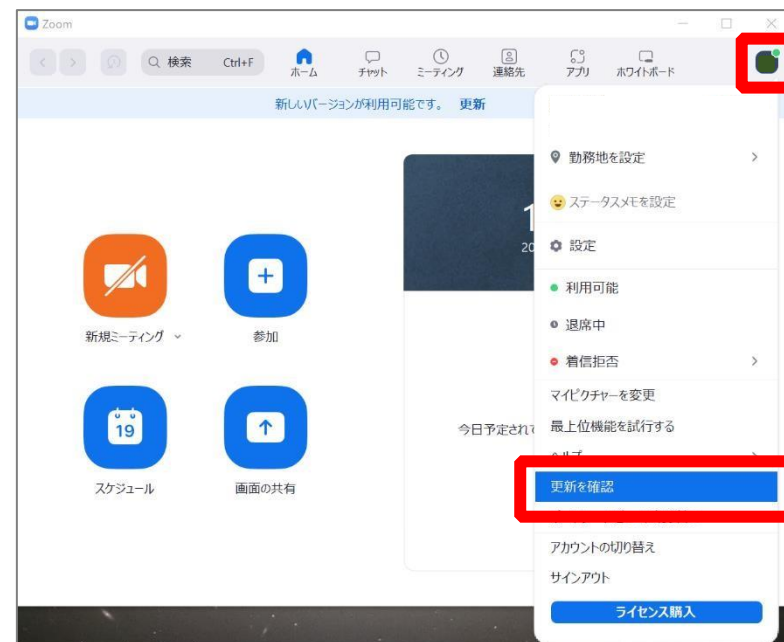 Zoom
検索 Ctrl+F
ホーム
チャット
ミーティング
連絡先
アプリ
ホワイトボード
新しいバージョンが利用可能です。 更新
勤務地を設定
ステータスメモを設定
設定
利用可能
退席中
着信拒否
マイピクチャーを変更
最上位機能を試行する
ヘルプ
更新を確認
アカウントの切り替え
サインアウト
ライセンス購入
新規ミーティング
参加
19
スケジュール
画面の共有
1
20
今日予定されて